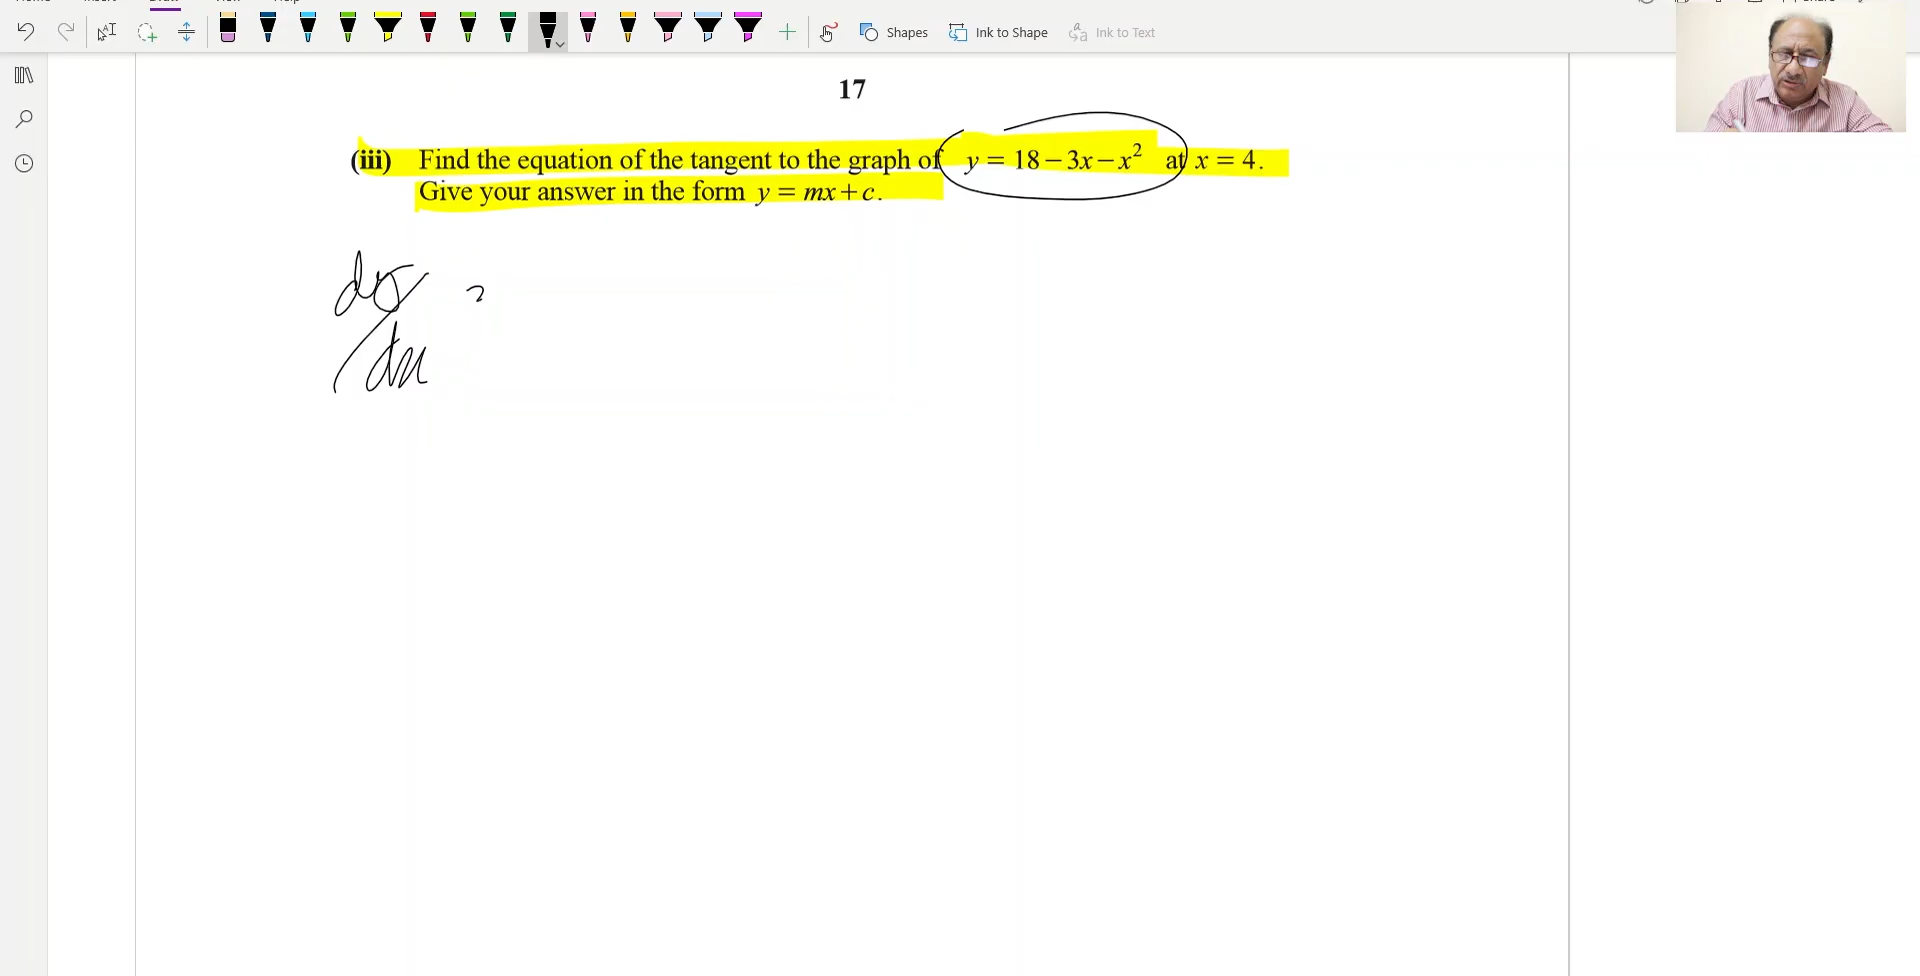 Shapes
Ink to Shape
Ink to Text
17
(iii) Find the equation of the tangent to the graph of y = 18 − 3x − x² at x = 4.
Give your answer in the form y = mx + c.
dy =
/dx